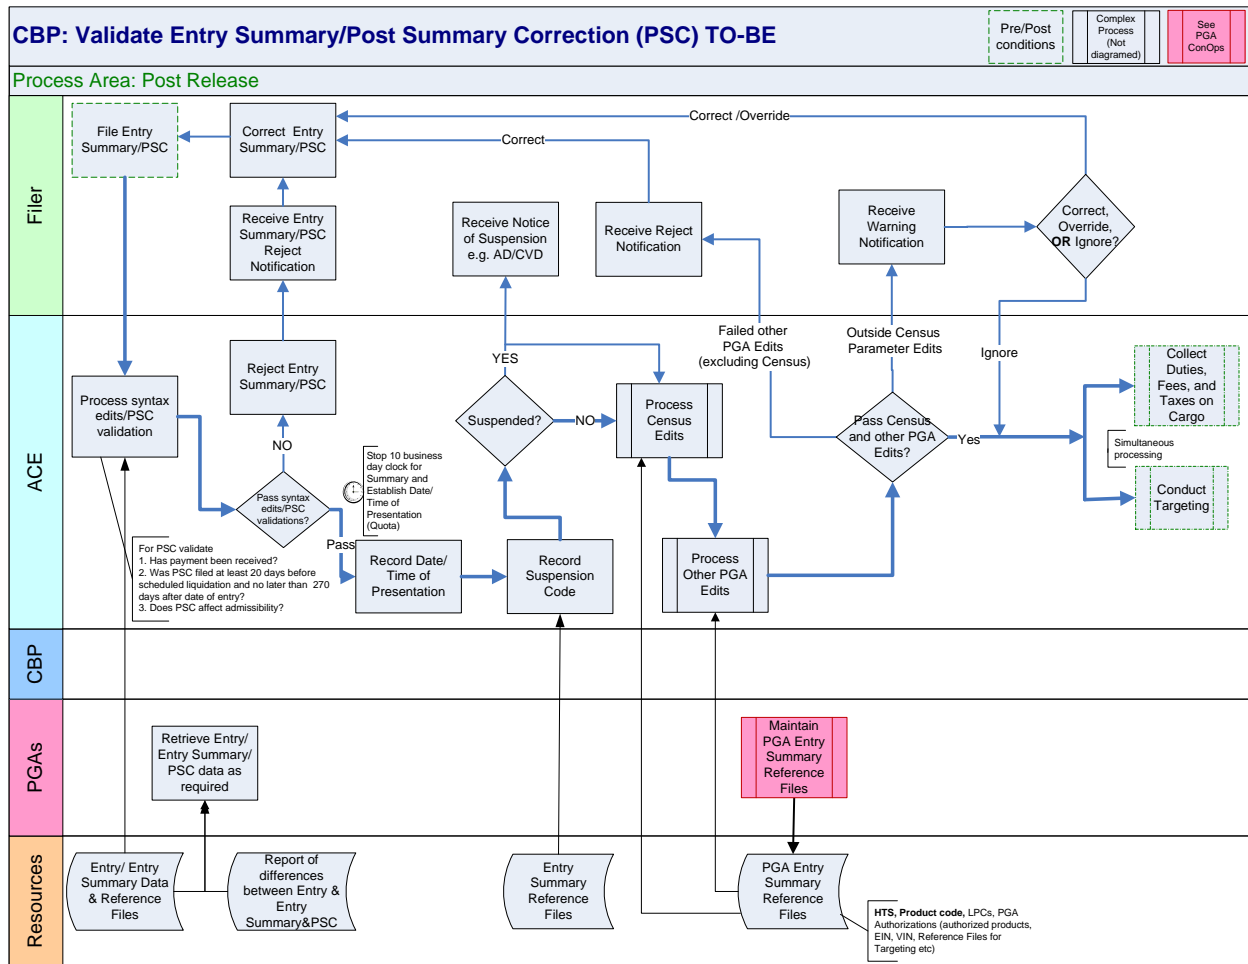 CBP: Validate Entry Summary/Post Summary Correction (PSC) TO-BE
Pre/Post
conditions
Complex
Process
(Not
diagramed)
See
PGA
ConOps
Process Area: Post Release
Filer
File Entry
Summary/PSC
Correct Entry
Summary/PSC
Correct /Override
Correct
Receive Entry
Summary/PSC
Reject
Notification
Receive Notice
of Suspension
e.g. AD/CVD
Receive Reject
Notification
Receive
Warning
Notification
Correct,
Override,
OR Ignore?
ACE
Process syntax
edits/PSC
validation
Reject Entry
Summary/PSC
NO
Pass syntax
edits/PSC
validations?
Pass
Stop 10 business
day clock for
Summary and
Establish Date/
Time of
Presentation
(Quota)
For PSC validate
1. Has payment been received?
2. Was PSC filed at least 20 days before
scheduled liquidation and no later than 270
days after date of entry?
3. Does PSC affect admissibility?
Record Date/
Time of
Presentation
Record
Suspension
Code
YES
Suspended?
NO
Process
Census
Edits
Process
Other PGA
Edits
Failed other
PGA Edits
(excluding Census)
Outside Census
Parameter Edits
Ignore
Pass Census
and other PGA
Edits?
Yes
Collect
Duties,
Fees, and
Taxes on
Cargo
Simultaneous
processing
Conduct
Targeting
CBP
PGAs
Retrieve Entry/
Entry Summary/
PSC data as
required
Maintain
PGA Entry
Summary
Reference
Files
Resources
Entry/ Entry
Summary Data
& Reference
Files
Report of
differences
between Entry &
Entry
Summary&PSC
Entry
Summary
Reference
Files
PGA Entry
Summary
Reference
Files
HTS, Product code, LPCs, PGA
Authorizations (authorized products,
EIN, VIN, Reference Files for
Targeting etc)